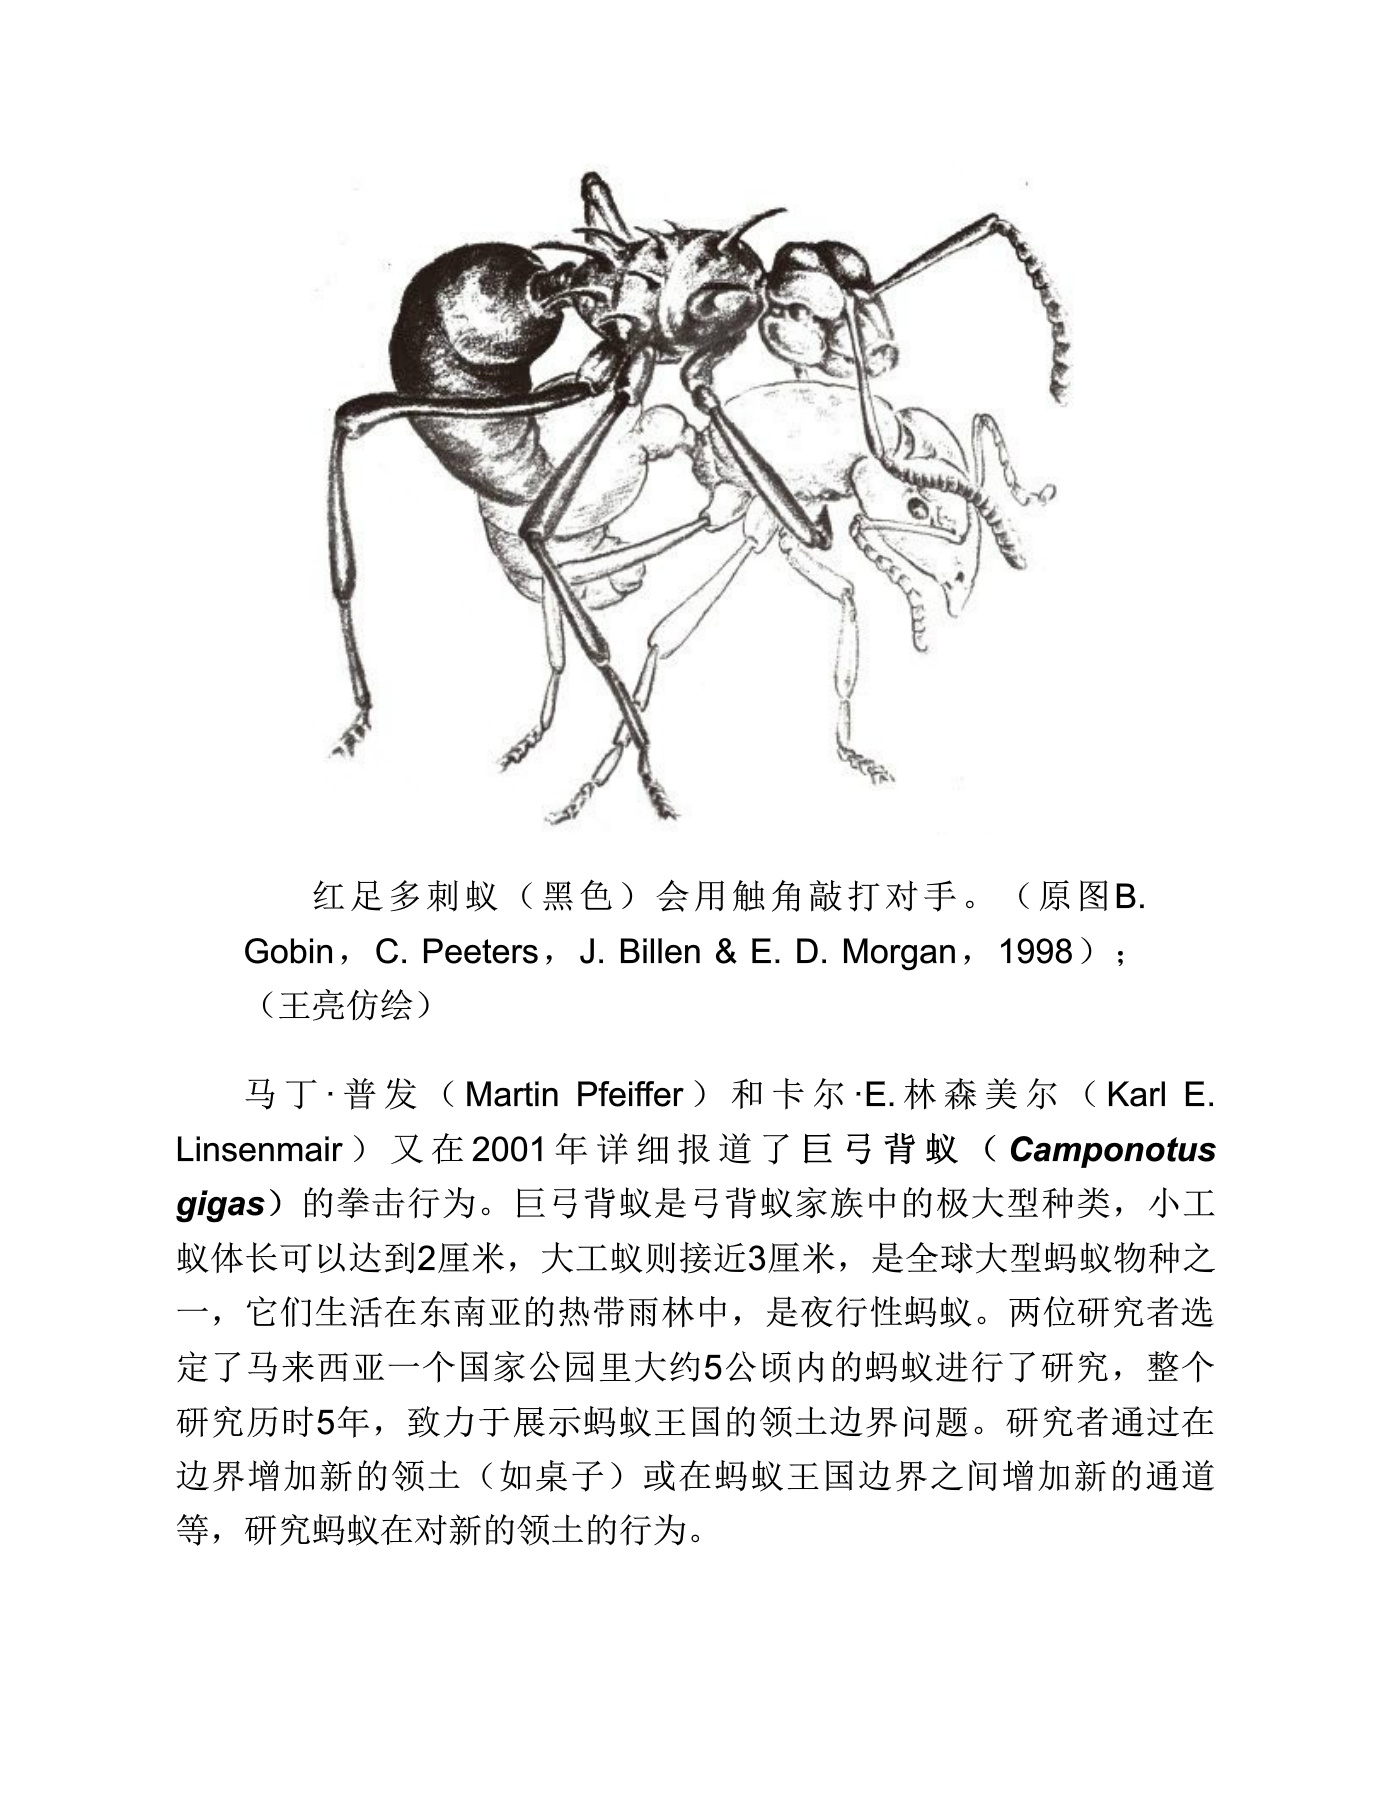 红足多刺蚁（黑色）会用触角敲打对手。（原图B.
Gobin，C. Peeters，J. Billen & E. D. Morgan，1998）；
（王亮仿绘）
马丁·普发（Martin Pfeiffer）和卡尔·E.林森美尔（Karl E.
Linsenmair）又在2001年详细报道了巨弓背蚁（Camponotus
gigas）的拳击行为。巨弓背蚁是弓背蚁家族中的极大型种类，小工
蚁体长可以达到2厘米，大工蚁则接近3厘米，是全球大型蚂蚁物种之
一，它们生活在东南亚的热带雨林中，是夜行性蚂蚁。两位研究者选
定了马来西亚一个国家公园里大约5公顷内的蚂蚁进行了研究，整个
研究历时5年，致力于展示蚂蚁王国的领土边界问题。研究者通过在
边界增加新的领土（如桌子）或在蚂蚁王国边界之间增加新的通道
等，研究蚂蚁在对新的领土的行为。